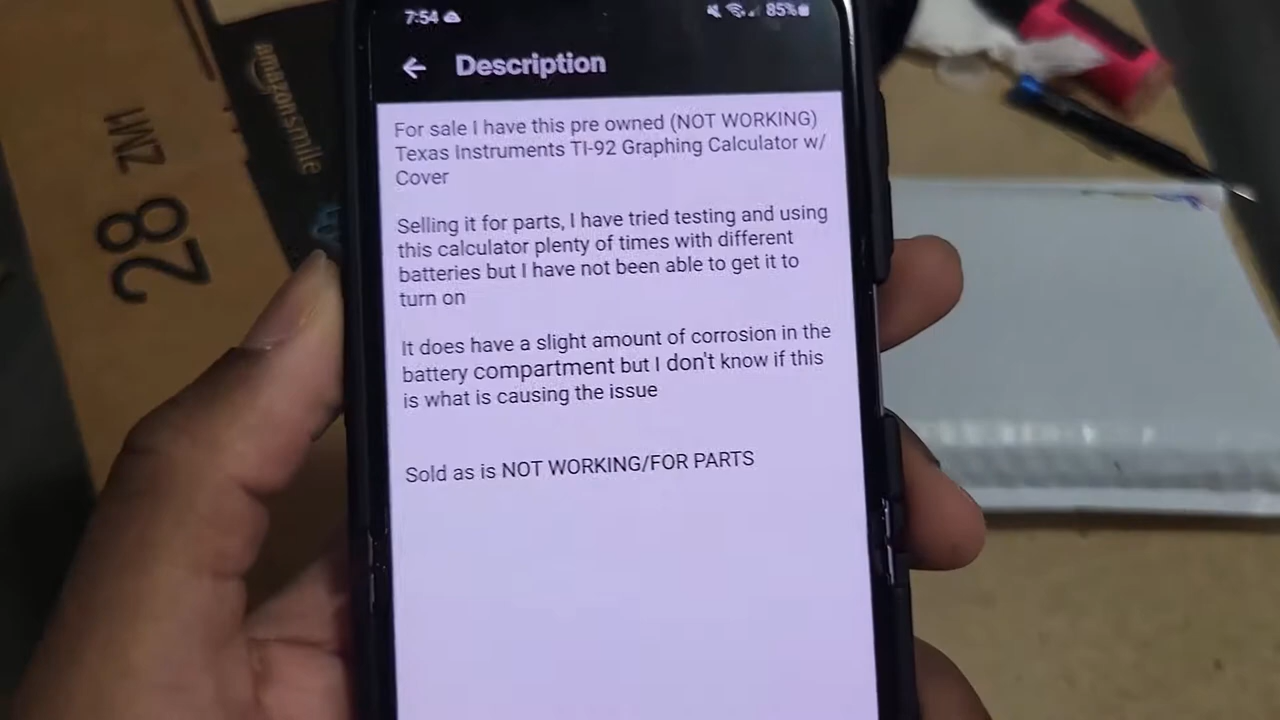 7:54
85%
Description
For sale I have this pre owned (NOT WORKING)
Texas Instruments TI-92 Graphing Calculator w/
Cover
Selling it for parts, I have tried testing and using
this calculator plenty of times with different
batteries but I have not been able to get it to
turn on
It does have a slight amount of corrosion in the
battery compartment but I don't know if this
is what is causing the issue
Sold as is NOT WORKING/FOR PARTS
amazonsmile
28 ZM1